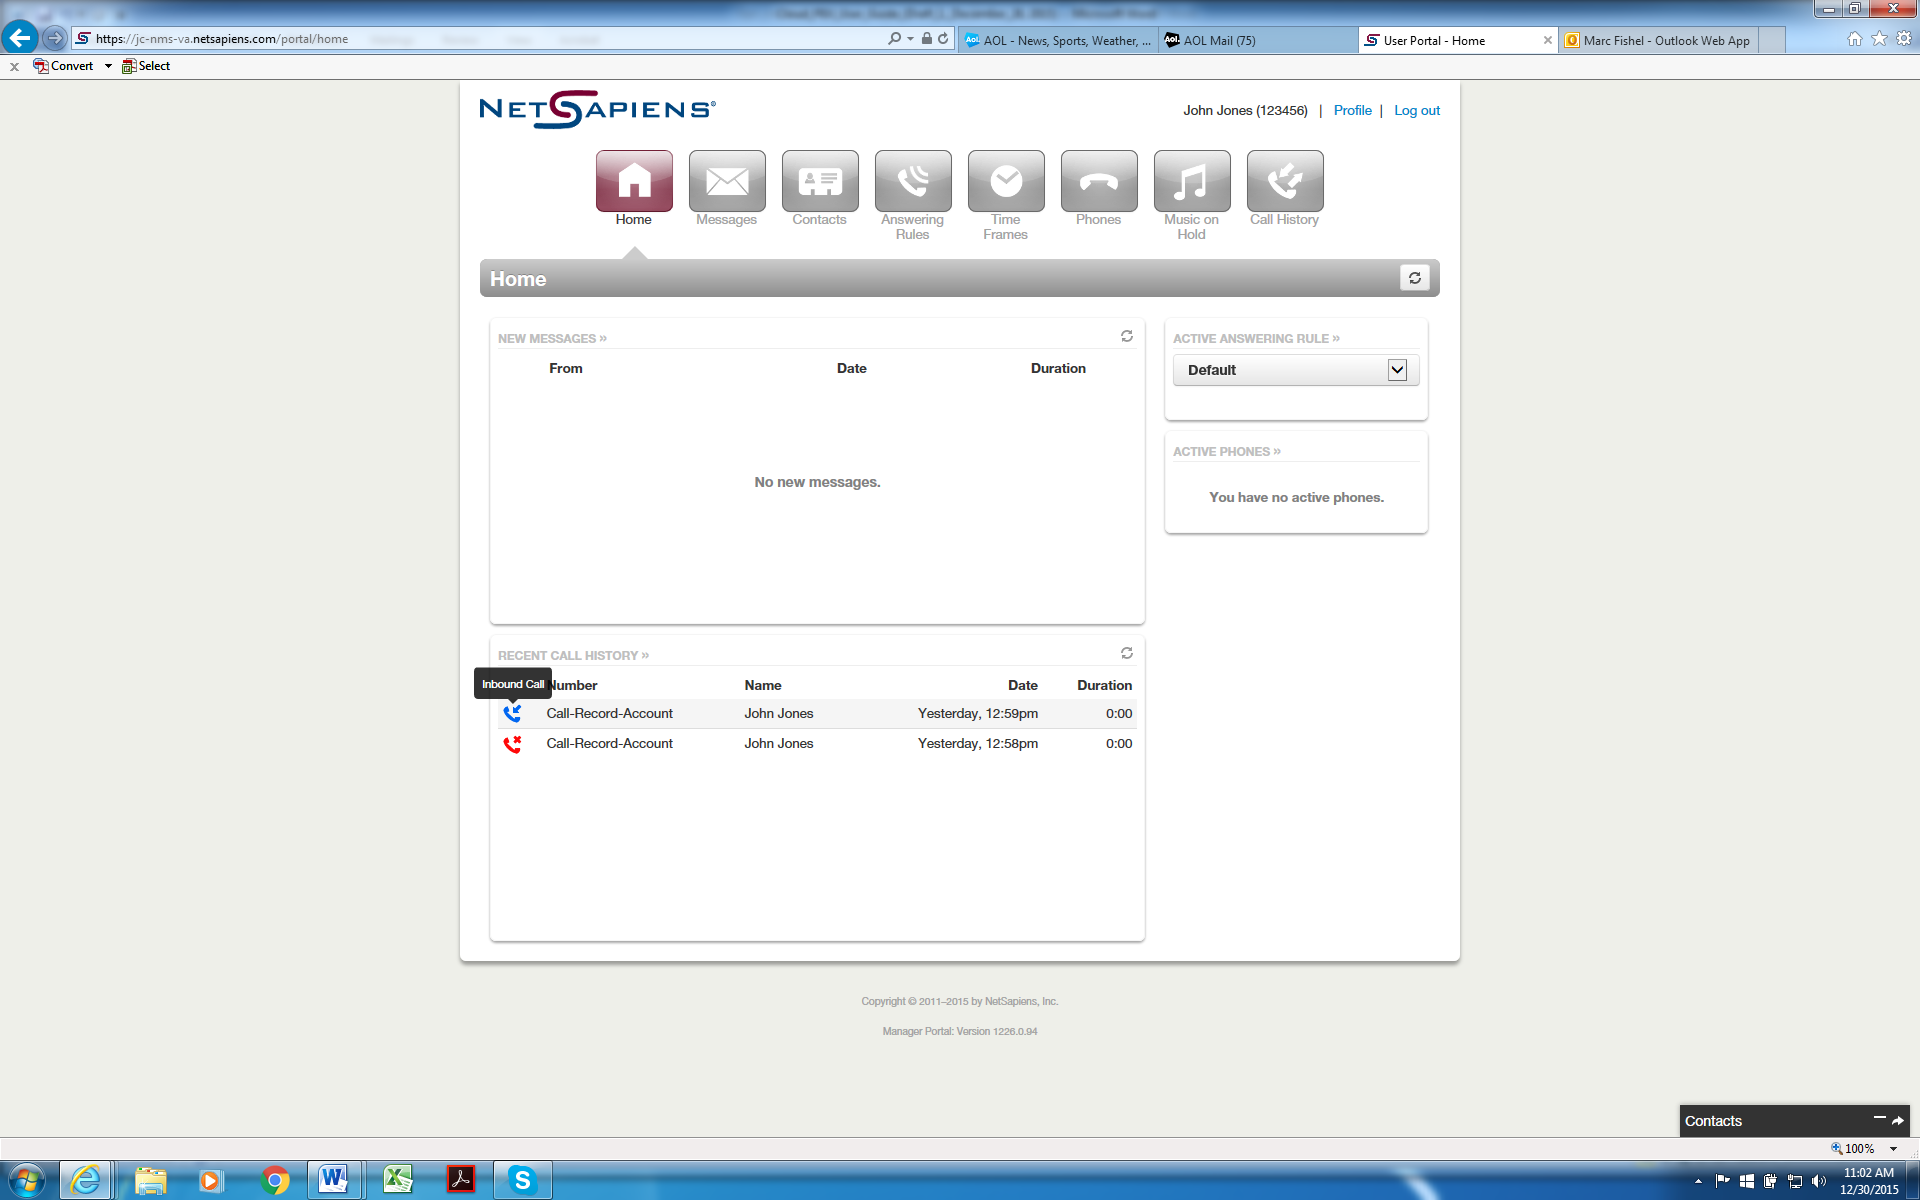 https://jc-nms-va.netsapiens.com/portal/home
AOL - News, Sports, Weather, ...
AOL Mail (75)
User Portal - Home
Marc Fishel - Outlook Web App
x Convert Select
NETSAPIENS®
John Jones (123456) | Profile | Log out
Home
Messages
Contacts
Answering Rules
Time Frames
Phones
Music on Hold
Call History
Home
NEW MESSAGES »
From Date Duration
No new messages.
ACTIVE ANSWERING RULE »
Default
ACTIVE PHONES »
You have no active phones.
RECENT CALL HISTORY »
Inbound Call
Number Name Date Duration
Call-Record-Account John Jones Yesterday, 12:59pm 0:00
Call-Record-Account John Jones Yesterday, 12:58pm 0:00
Copyright © 2011–2015 by NetSapiens, Inc.
Manager Portal: Version 1226.0.94
Contacts
100%
11:02 AM
12/30/2015